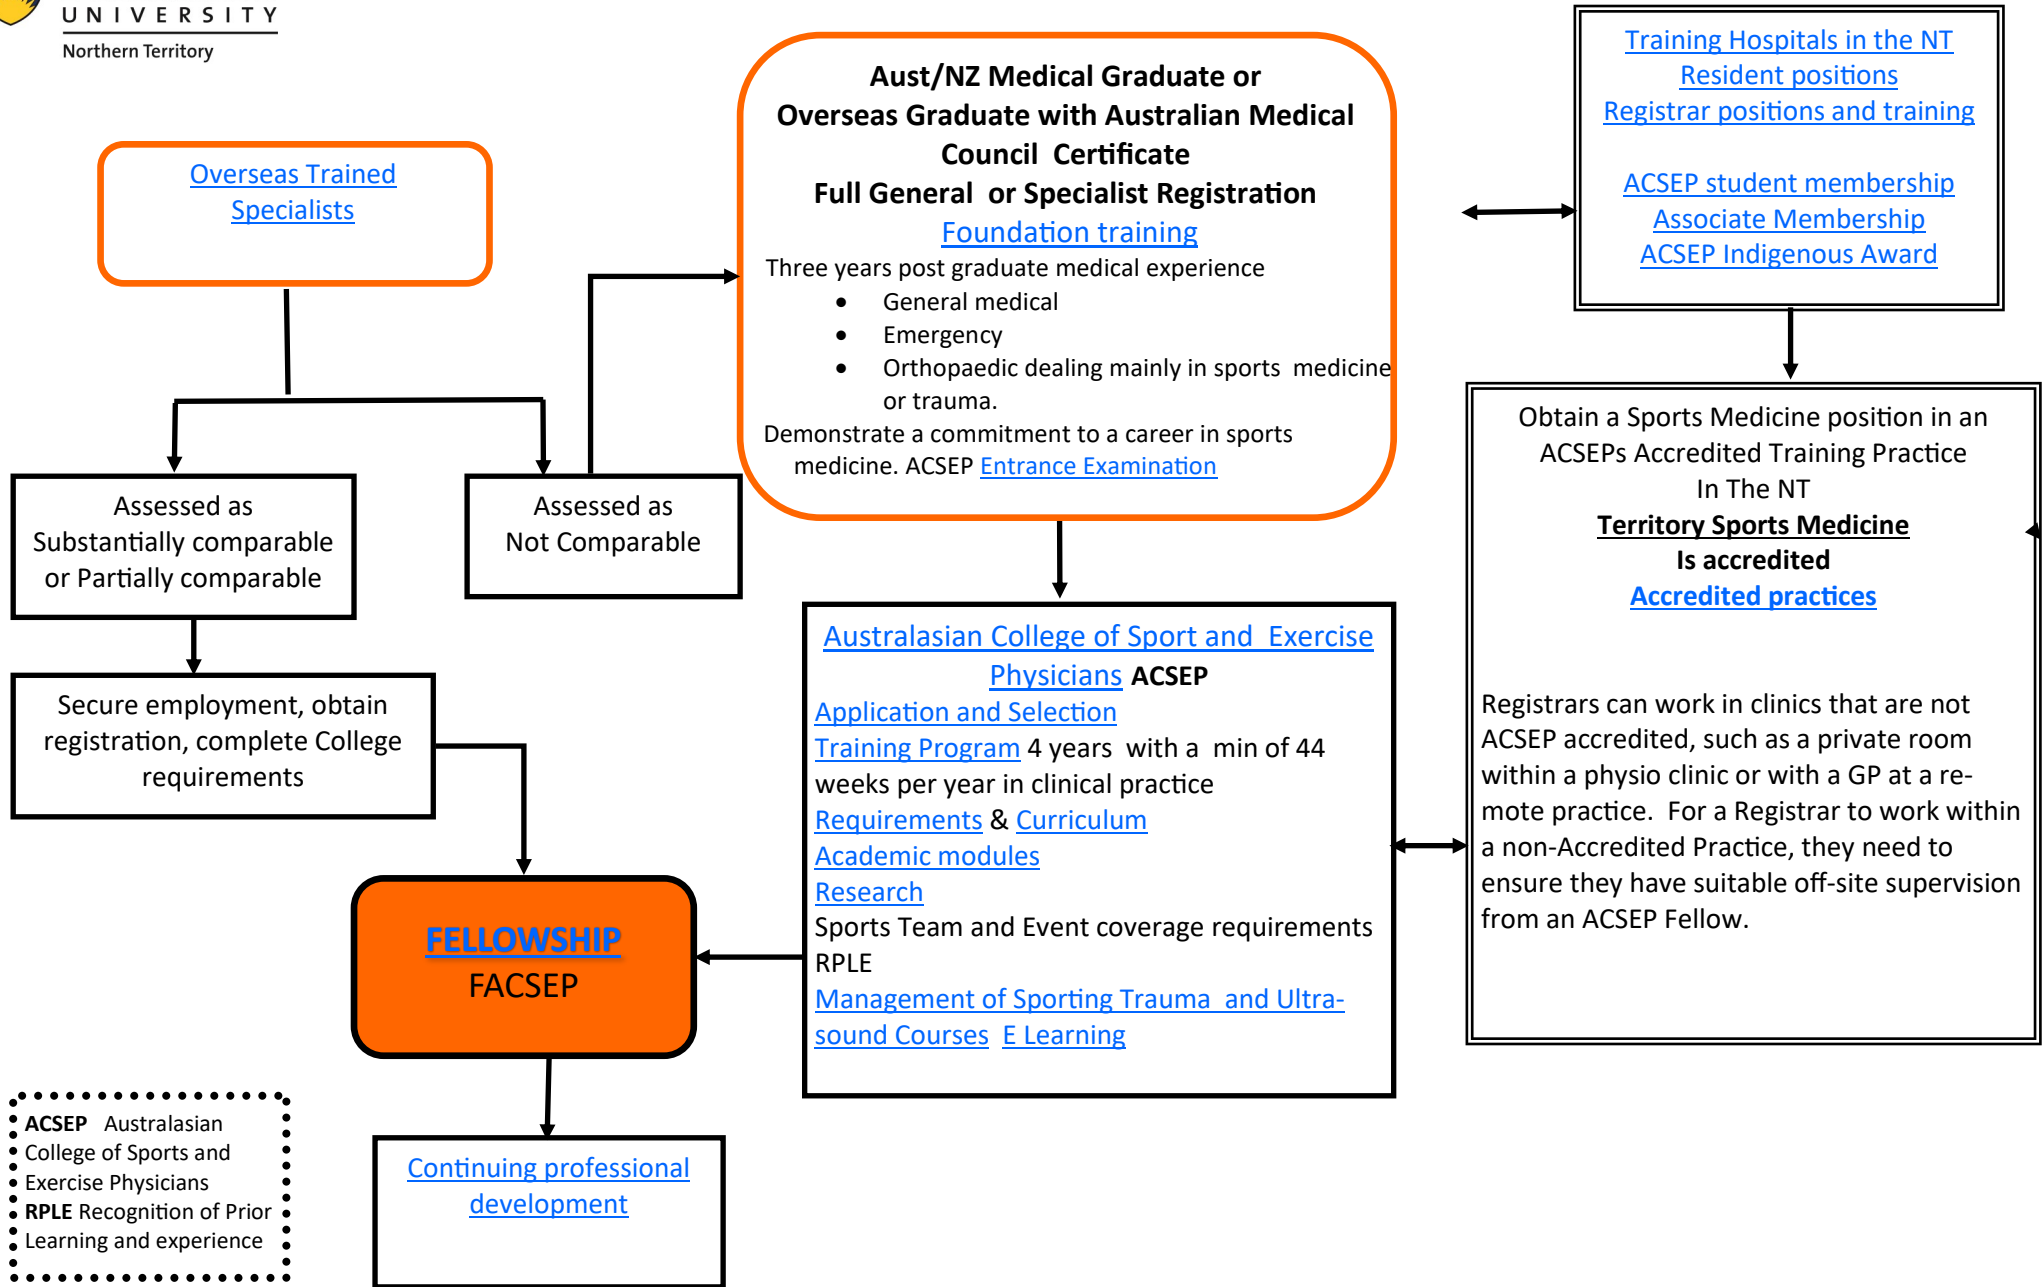 UNIVERSITY
Northern Territory
Overseas Trained
Specialists
Aust/NZ Medical Graduate or
Overseas Graduate with Australian Medical
Council Certificate
Full General or Specialist Registration
Foundation training
Three years post graduate medical experience
• General medical
• Emergency
• Orthopaedic dealing mainly in sports medicine
or trauma.
Demonstrate a commitment to a career in sports
medicine. ACSEP Entrance Examination
Training Hospitals in the NT
Resident positions
Registrar positions and training
ACSEP student membership
Associate Membership
ACSEP Indigenous Award
Assessed as
Substantially comparable
or Partially comparable
Assessed as
Not Comparable
Obtain a Sports Medicine position in an
ACSEPs Accredited Training Practice
In The NT
Territory Sports Medicine
Is accredited
Accredited practices
Registrars can work in clinics that are not
ACSEP accredited, such as a private room
within a physio clinic or with a GP at a re-
mote practice. For a Registrar to work within
a non-Accredited Practice, they need to
ensure they have suitable off-site supervision
from an ACSEP Fellow.
Secure employment, obtain
registration, complete College
requirements
Australasian College of Sport and Exercise
Physicians ACSEP
Application and Selection
Training Program 4 years with a min of 44
weeks per year in clinical practice
Requirements & Curriculum
Academic modules
Research
Sports Team and Event coverage requirements
RPLE
Management of Sporting Trauma and Ultra-
sound Courses E Learning
FELLOWSHIP
FACSEP
Continuing professional
development
ACSEP Australasian
College of Sports and
Exercise Physicians
RPLE Recognition of Prior
Learning and experience